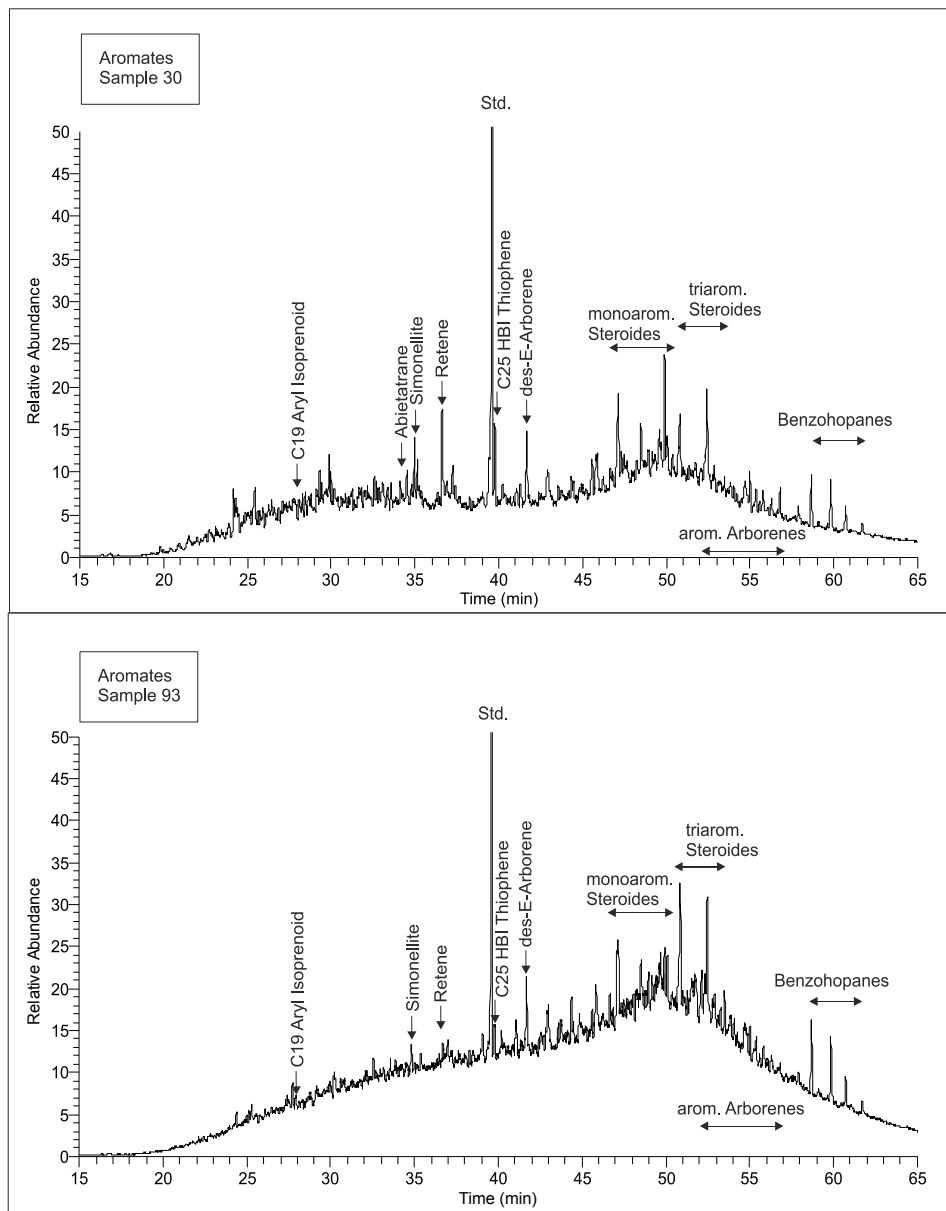 Aromates
Sample 30
Std.
50
45
40
35
30
25
20
15
10
5
0
Relative Abundance
C19 Aryl Isoprenoid
Abietatrane
Simonellite
Retene
C25 HBI Thiophene
des-E-Arborene
monoarom.
Steroides
triarom.
Steroides
Benzohopanes
arom. Arborenes
15 20 25 30 35 40 45 50 55 60 65
Time (min)
Aromates
Sample 93
Std.
50
45
40
35
30
25
20
15
10
5
0
Relative Abundance
C19 Aryl Isoprenoid
Simonellite
Retene
C25 HBI Thiophene
des-E-Arborene
monoarom.
Steroides
triarom.
Steroides
Benzohopanes
arom. Arborenes
15 20 25 30 35 40 45 50 55 60 65
Time (min)